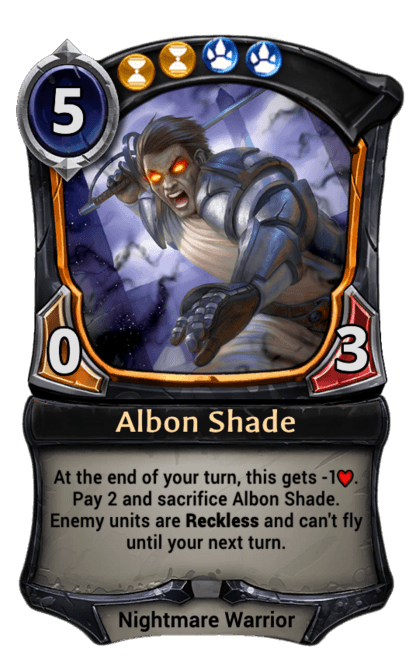 5
0
3
Albon Shade
At the end of your turn, this gets -1♥.
Pay 2 and sacrifice Albon Shade.
Enemy units are Reckless and can't fly
until your next turn.
Nightmare Warrior